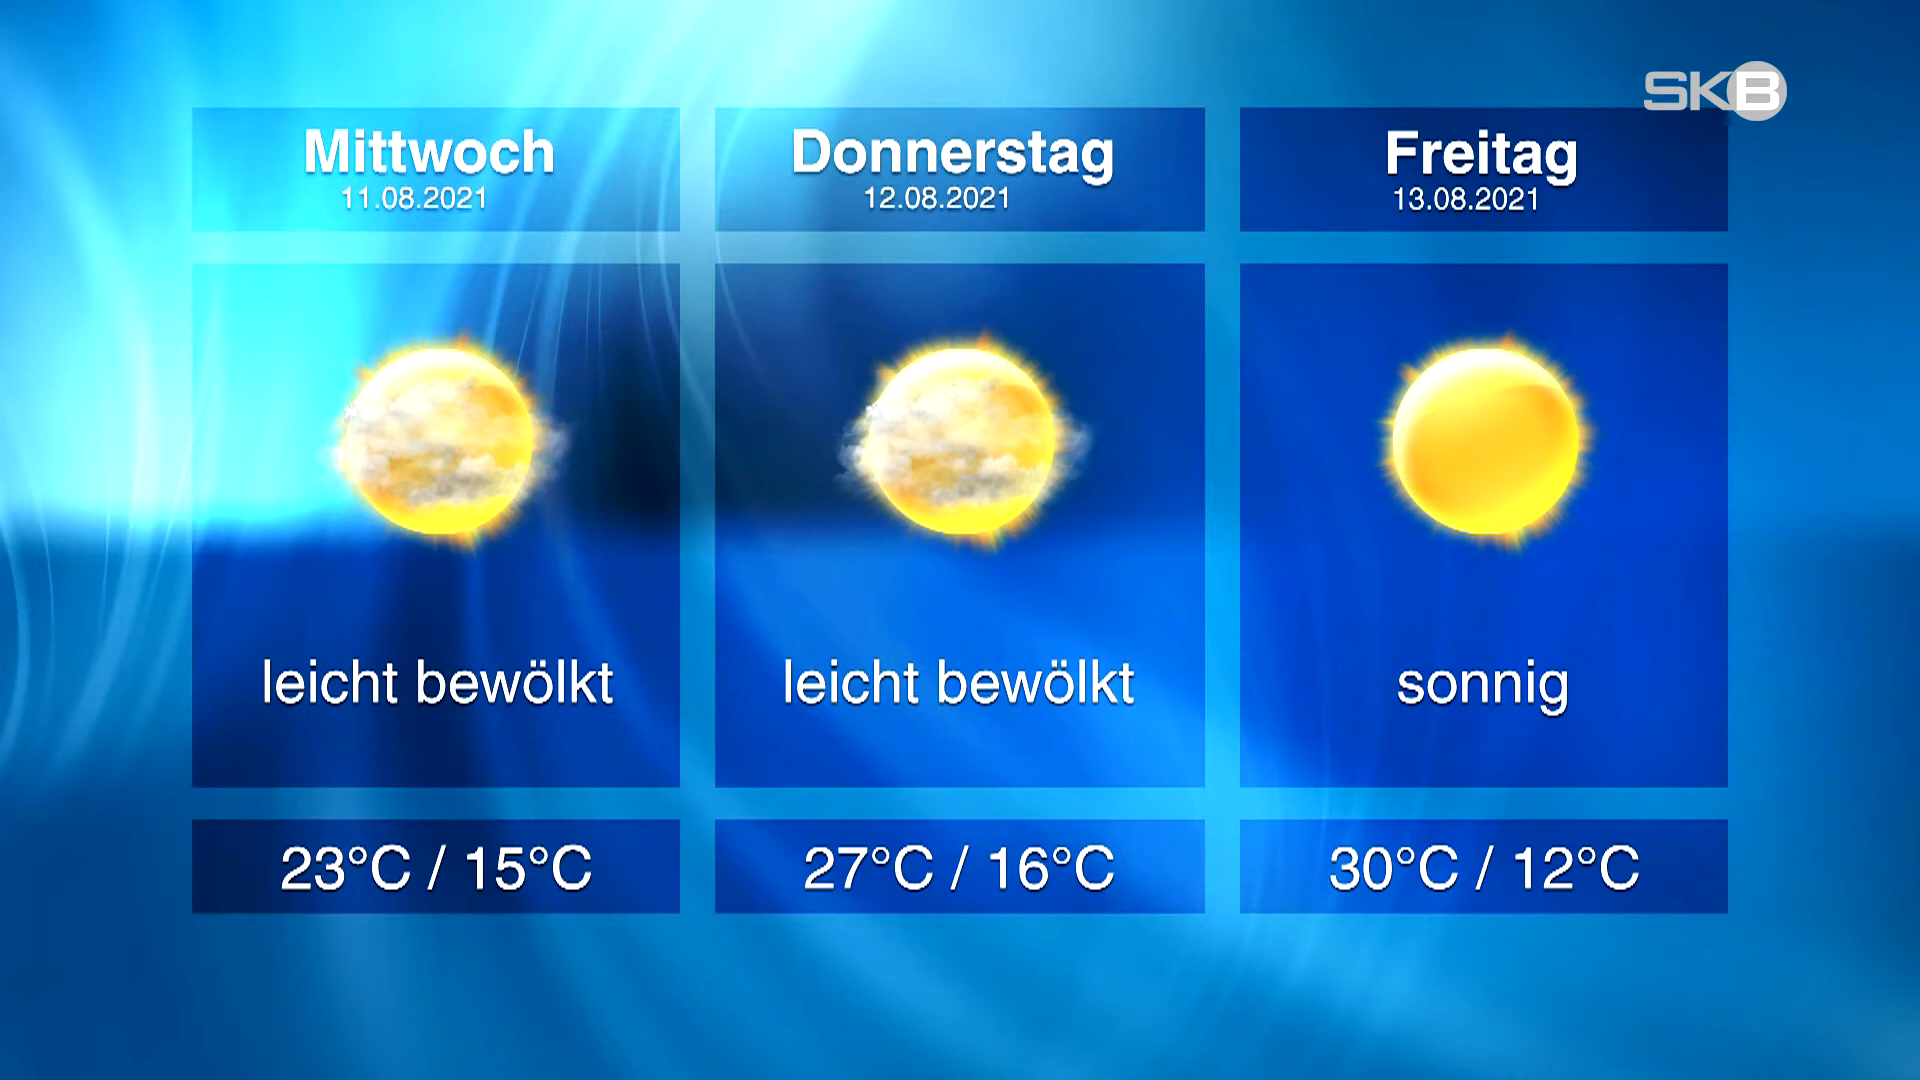 SKB
Mittwoch
11.08.2021
Donnerstag
12.08.2021
Freitag
13.08.2021
leicht bewölkt
leicht bewölkt
sonnig
23°C / 15°C
27°C / 16°C
30°C / 12°C